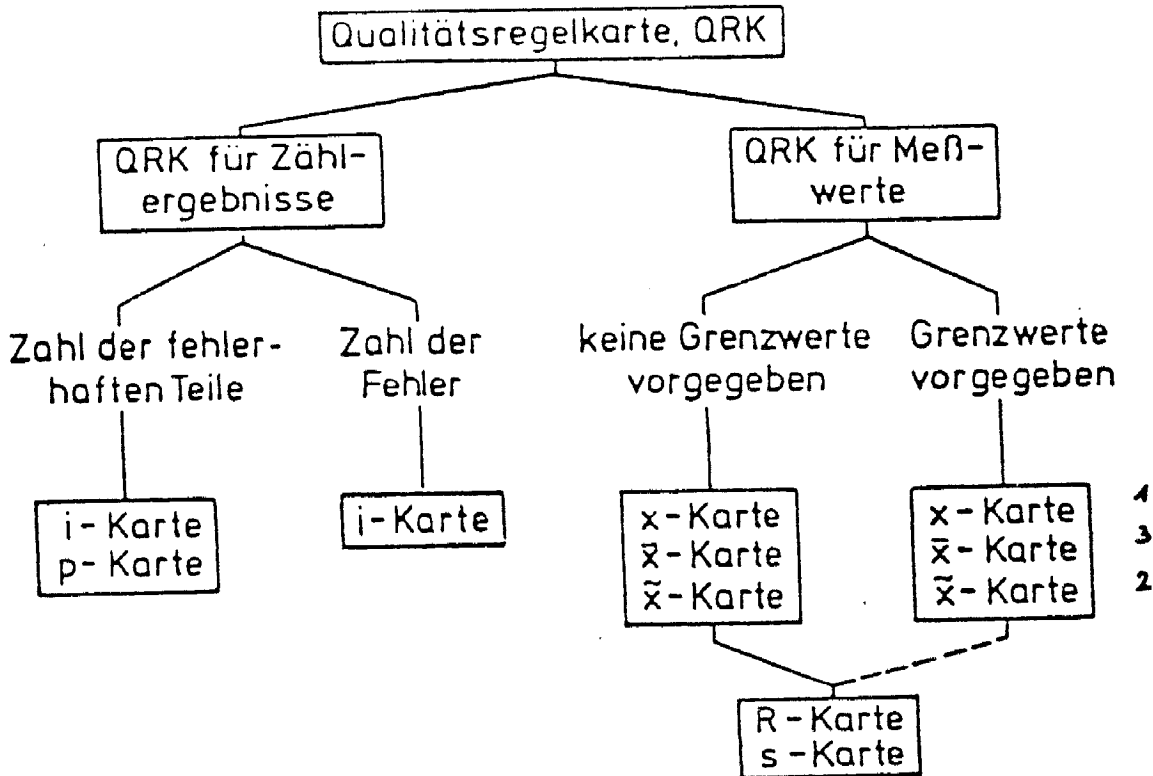 Qualitätsregelkarte, QRK
QRK für Zähl-
ergebnisse
QRK für Meß-
werte
Zahl der fehler-
haften Teile
Zahl der
Fehler
keine Grenzwerte
vorgegeben
Grenzwerte
vorgegeben
i - Karte
p - Karte
i - Karte
x - Karte
x̄ - Karte
x̃ - Karte
x - Karte 1
x̄ - Karte 3
x̃ - Karte 2
R - Karte
s - Karte